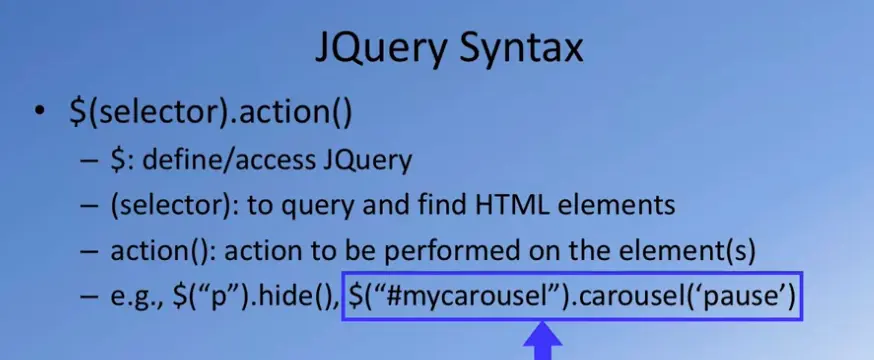 JQuery Syntax
• $(selector).action()
– $: define/access JQuery
– (selector): to query and find HTML elements
– action(): action to be performed on the element(s)
– e.g., $(“p”).hide(), $(“#mycarousel”).carousel(‘pause’)